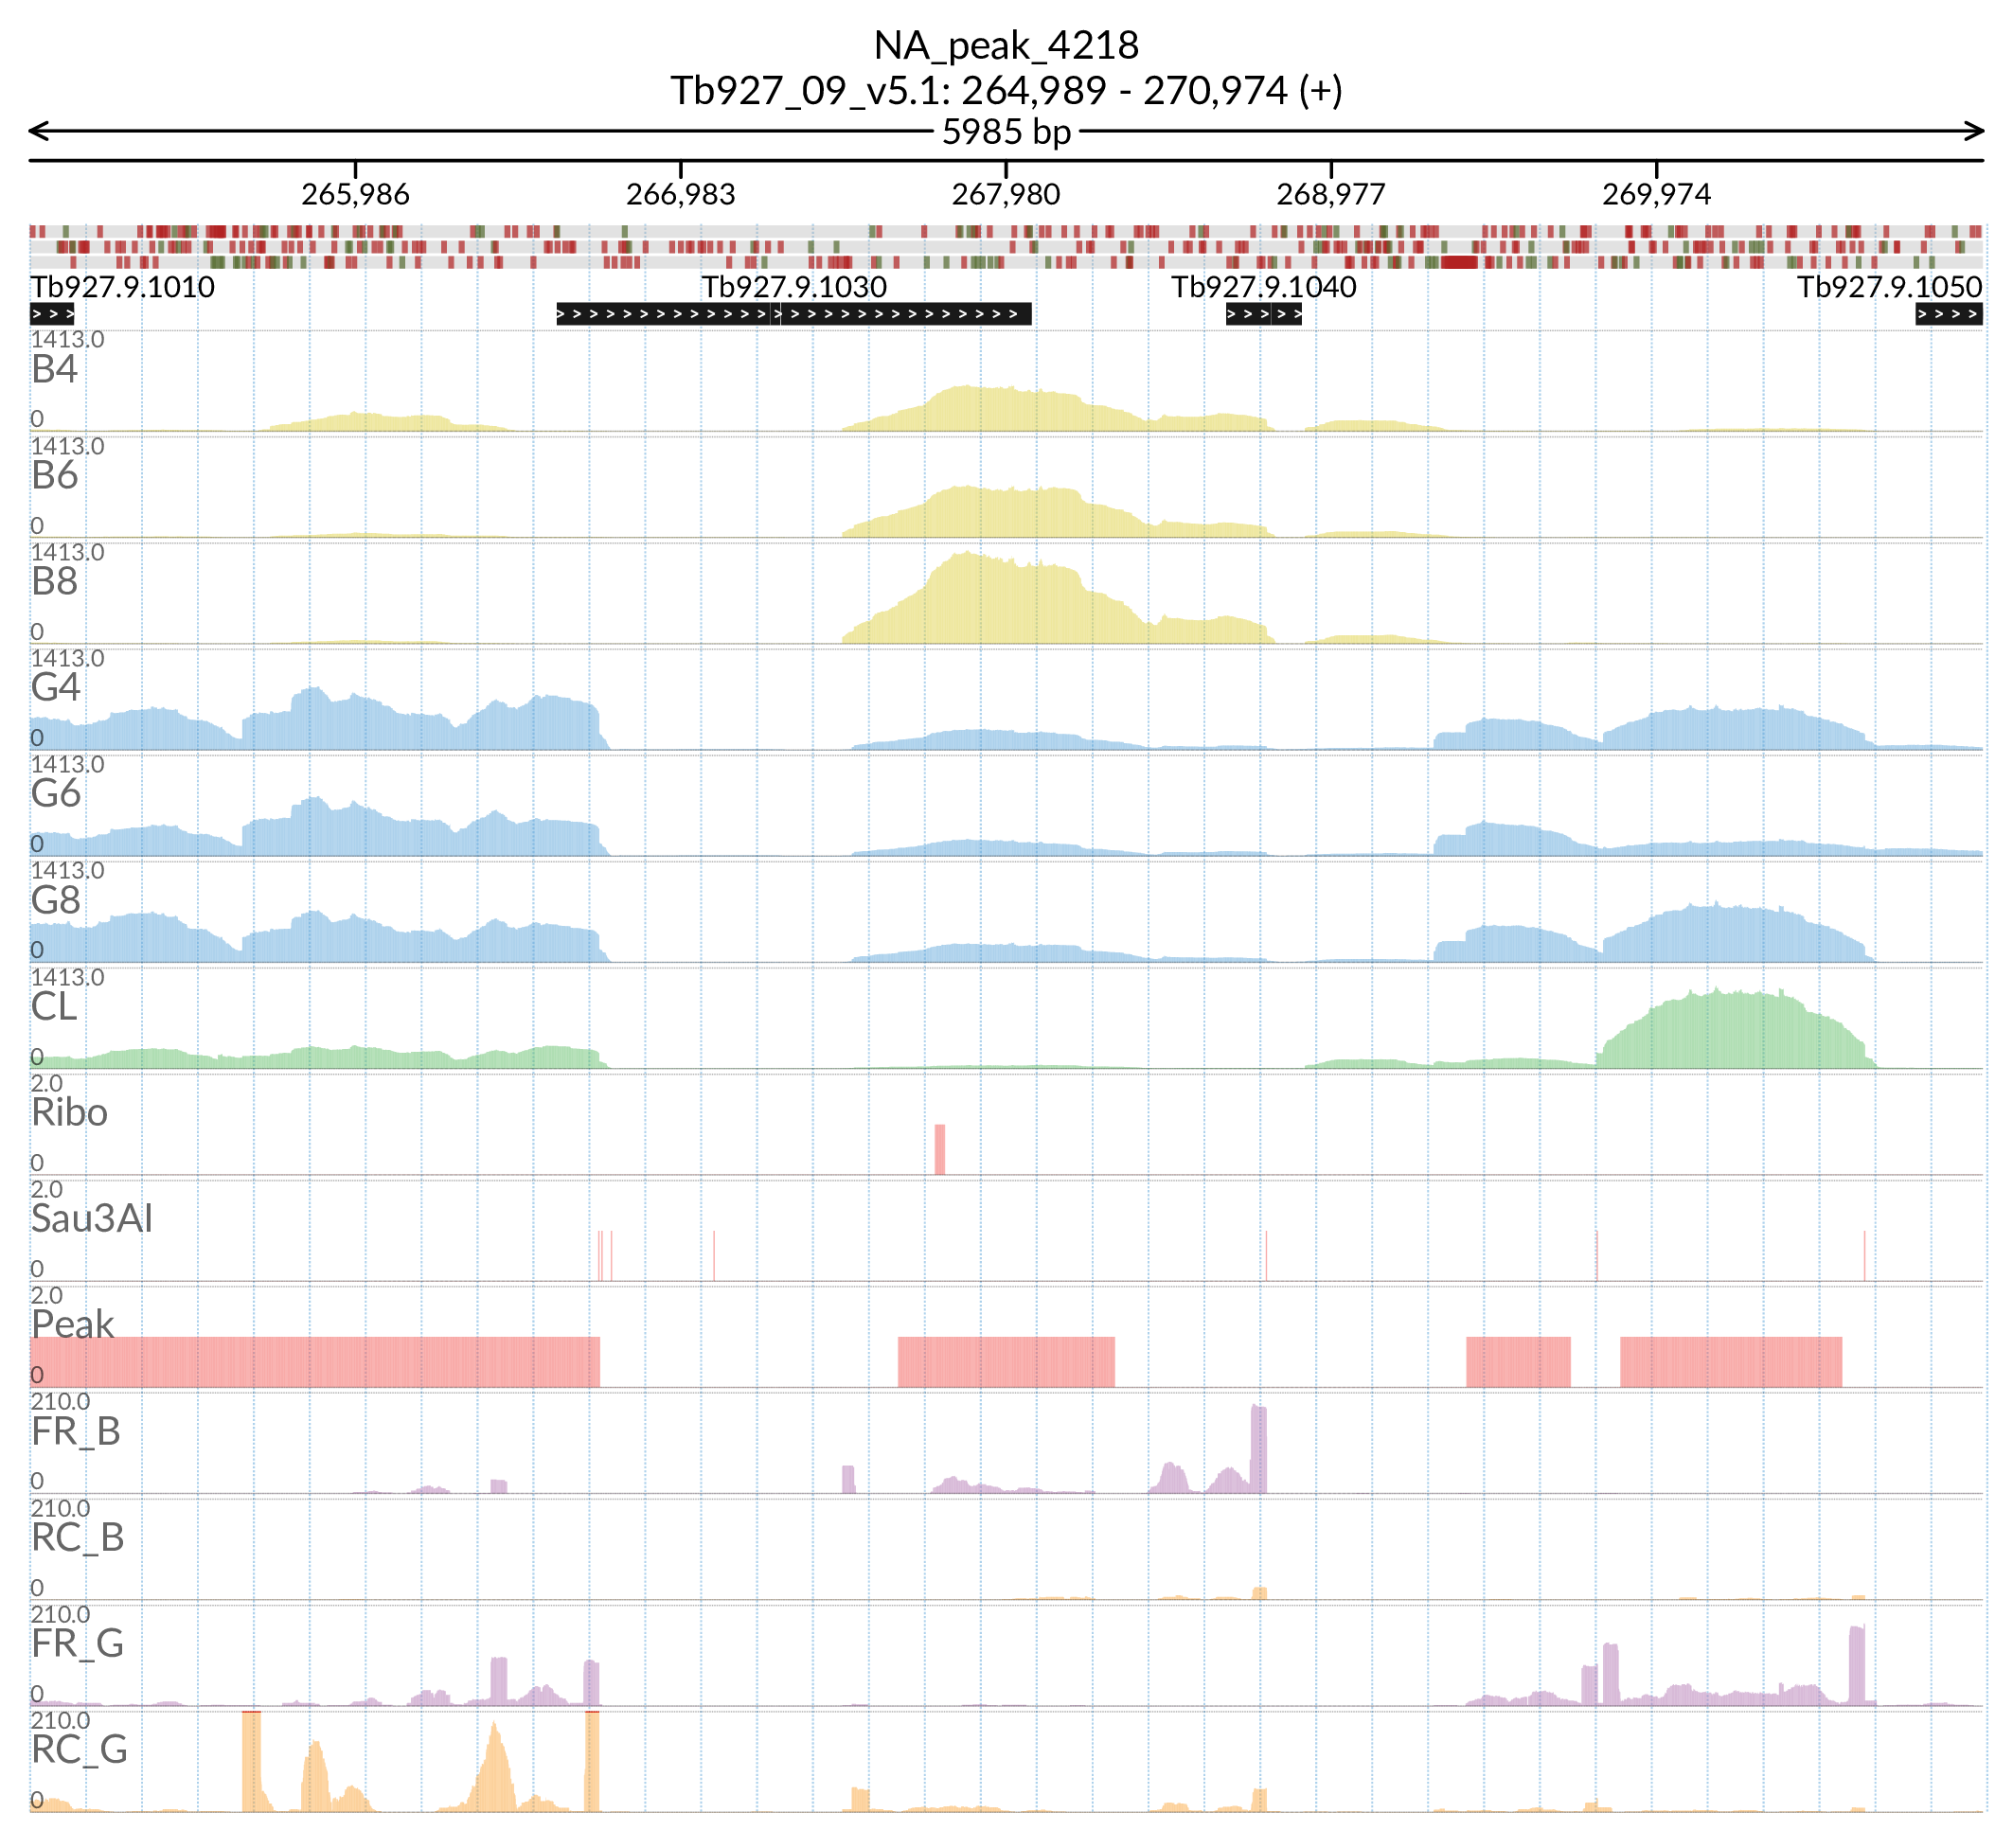 NA_peak_4218
Tb927_09_v5.1: 264,989 - 270,974 (+)
5985 bp
265,986 266,983 267,980 268,977 269,974
Tb927.9.1010 Tb927.9.1030 Tb927.9.1040 Tb927.9.1050
1413.0
B4
0
1413.0
B6
0
1413.0
B8
0
1413.0
G4
0
1413.0
G6
0
1413.0
G8
0
1413.0
CL
0
2.0
Ribo
0
2.0
Sau3AI
0
2.0
Peak
0
210.0
FR_B
0
210.0
RC_B
0
210.0
FR_G
0
210.0
RC_G
0